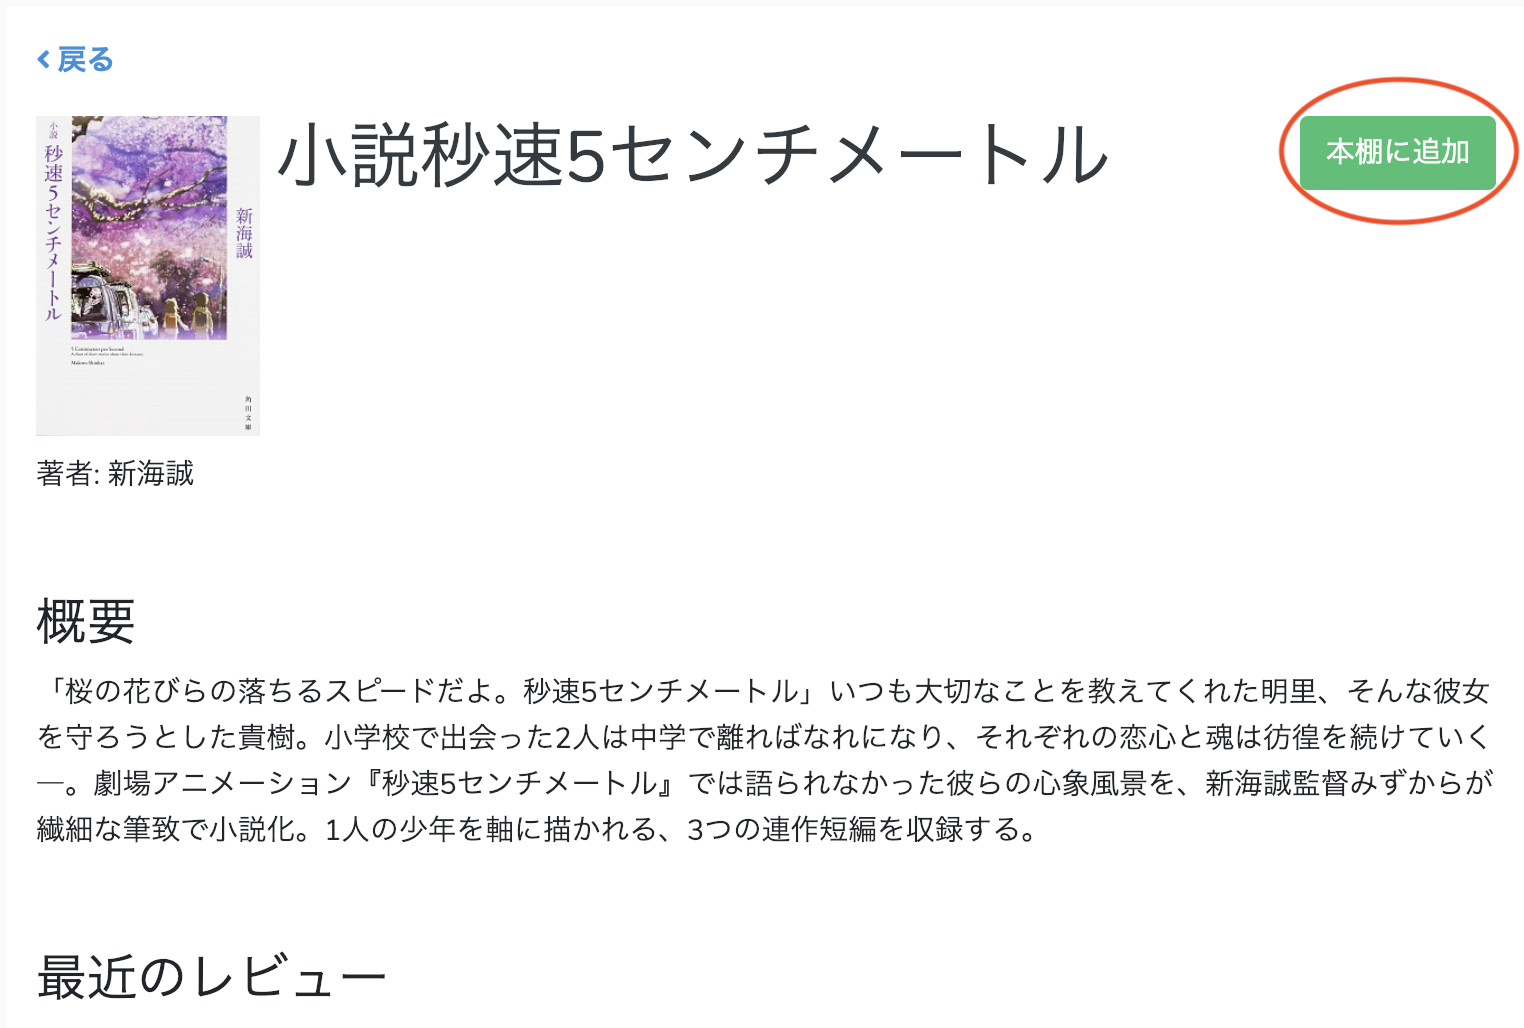 戻る
小説
秒速5センチメートル
新海誠
5 Centimeters per Second
Makoto Shinkai
角川文庫
小説秒速5センチメートル
本棚に追加
著者: 新海誠
概要
「桜の花びらの落ちるスピードだよ。秒速5センチメートル」いつも大切なことを教えてくれた明里、そんな彼女
を守ろうとした貴樹。小学校で出会った2人は中学で離ればなれになり、それぞれの恋心と魂は彷徨を続けていく
―。劇場アニメーション『秒速5センチメートル』では語られなかった彼らの心象風景を、新海誠監督みずからが
繊細な筆致で小説化。1人の少年を軸に描かれる、3つの連作短編を収録する。
最近のレビュー